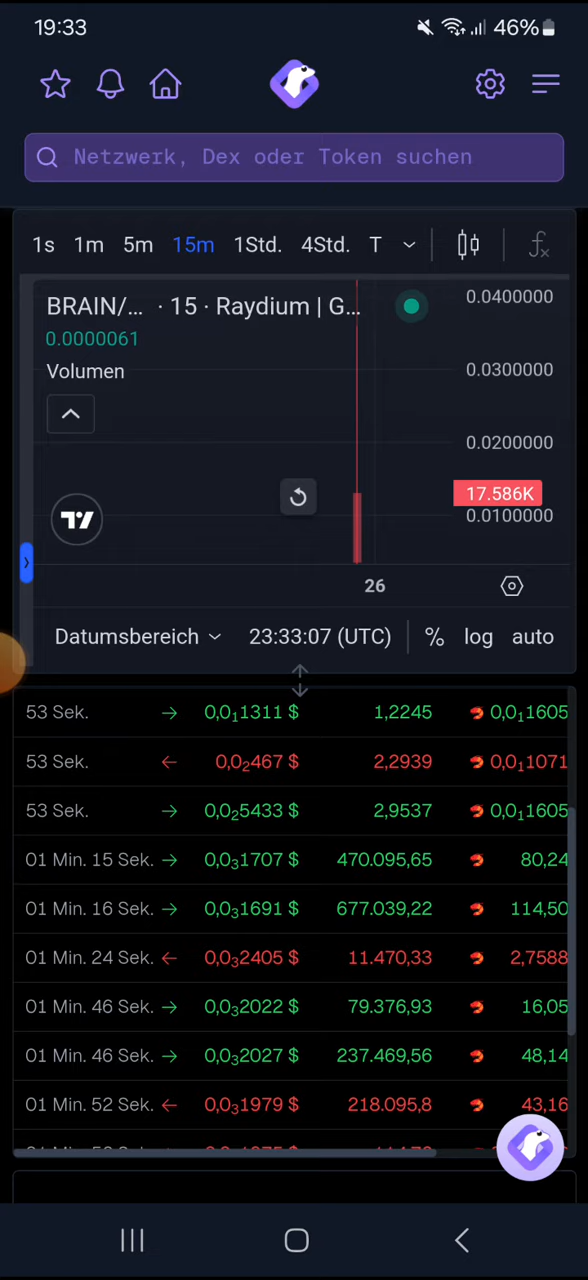 19:33 46%
Netzwerk, Dex oder Token suchen
1s 1m 5m 15m 1Std. 4Std. T
BRAIN/... · 15 · Raydium | G...
0.0400000
0.0000061
Volumen
0.0300000
0.0200000
17.586K
0.0100000
26
Datumsbereich 23:33:07 (UTC) % log auto
53 Sek. → 0,0₁1311 $ 1,2245 0,0₁1605
53 Sek. ← 0,0₂467 $ 2,2939 0,0₁1071
53 Sek. → 0,0₂5433 $ 2,9537 0,0₁1605
01 Min. 15 Sek. → 0,0₃1707 $ 470.095,65 80,24
01 Min. 16 Sek. → 0,0₃1691 $ 677.039,22 114,50
01 Min. 24 Sek. ← 0,0₃2405 $ 11.470,33 2,7588
01 Min. 46 Sek. → 0,0₃2022 $ 79.376,93 16,05
01 Min. 46 Sek. → 0,0₃2027 $ 237.469,56 48,14
01 Min. 52 Sek. ← 0,0₃1979 $ 218.095,8 43,16